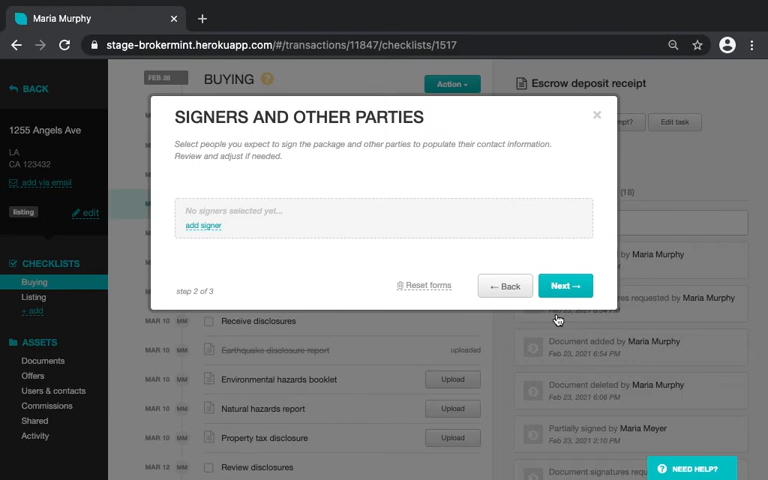 Maria Murphy
stage-brokermint.herokuapp.com/#/transactions/11847/checklists/1517
BACK
1255 Angels Ave
LA
CA 123432
add via email
listing
edit
CHECKLISTS
Buying
Listing
+ add
ASSETS
Documents
Offers
Users & contacts
Commissions
Shared
Activity
FEB 26
BUYING ?
Action
Escrow deposit receipt
Edit task
SIGNERS AND OTHER PARTIES
Select people you expect to sign the package and other parties to populate their contact information.
Review and adjust if needed.
No signers selected yet...
add signer
step 2 of 3
Reset forms
← Back
Next →
(18)
by Maria Murphy
requested by Maria Murphy
MAR 10 MM Receive disclosures
MAR 10 MM Earthquake disclosure report uploaded
MAR 10 MM Environmental hazards booklet Upload
MAR 10 MM Natural hazards report Upload
MAR 10 MM Property tax disclosure Upload
MAR 12 MM Review disclosures
Document added by Maria Murphy
Feb 23, 2021 6:54 PM
Document deleted by Maria Murphy
Feb 23, 2021 6:06 PM
Partially signed by Maria Meyer
Feb 23, 2021 2:10 PM
Document signatures
? NEED HELP?